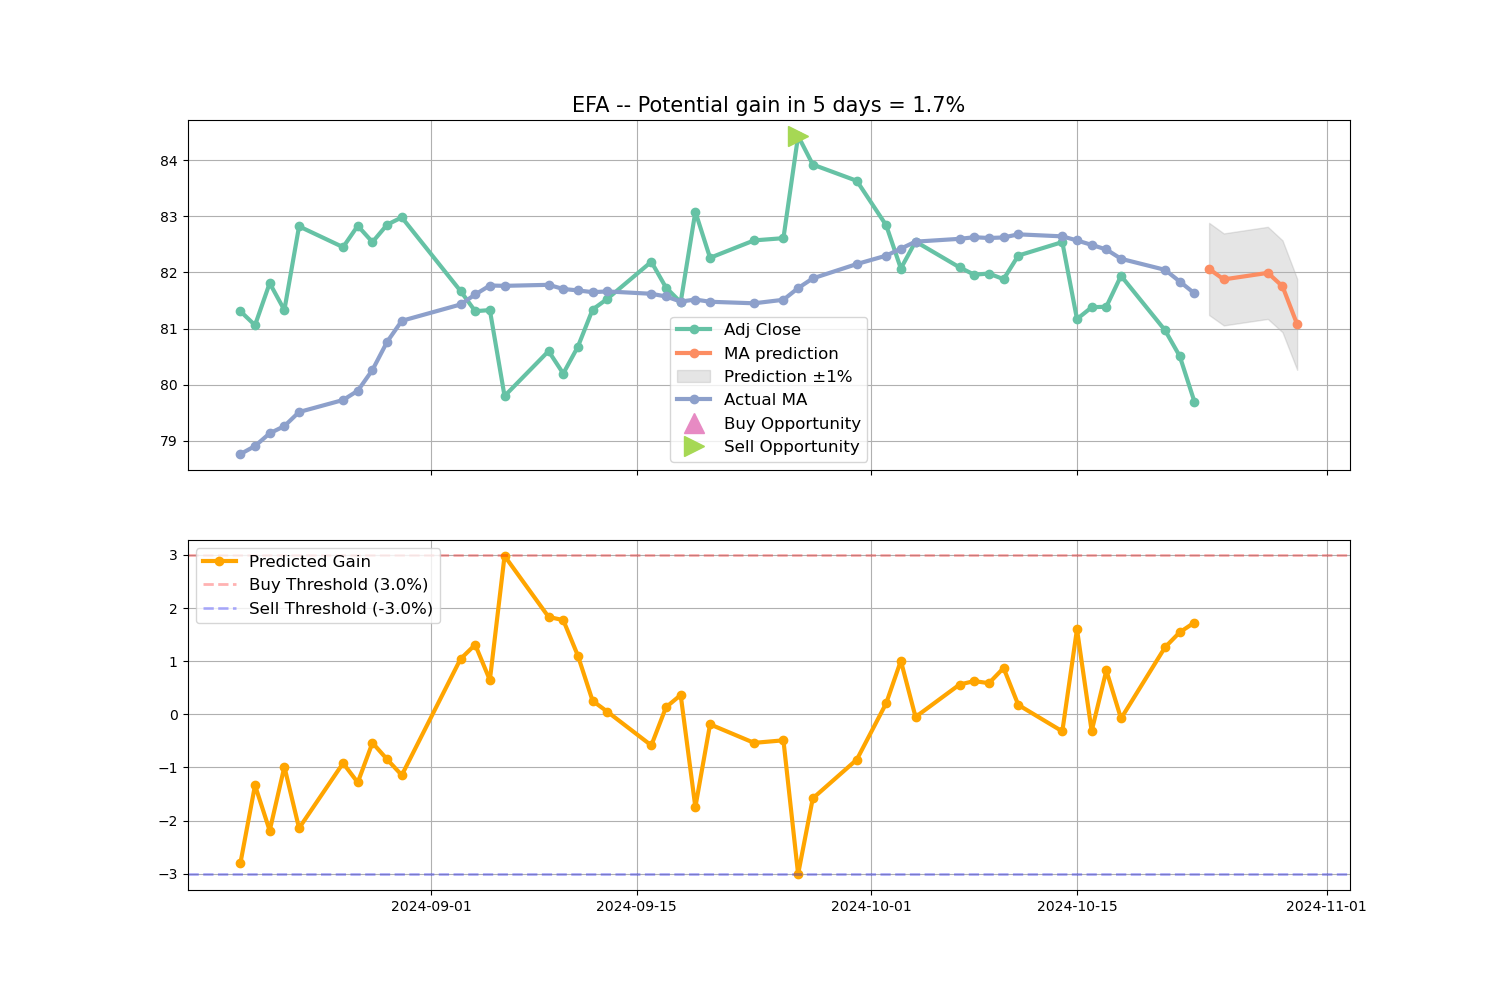 EFA -- Potential gain in 5 days = 1.7%
84
83
82
81
80
79
Adj Close
MA prediction
Prediction ±1%
Actual MA
Buy Opportunity
Sell Opportunity
3
2
1
0
−1
−2
−3
Predicted Gain
Buy Threshold (3.0%)
Sell Threshold (-3.0%)
2024-09-01
2024-09-15
2024-10-01
2024-10-15
2024-11-01